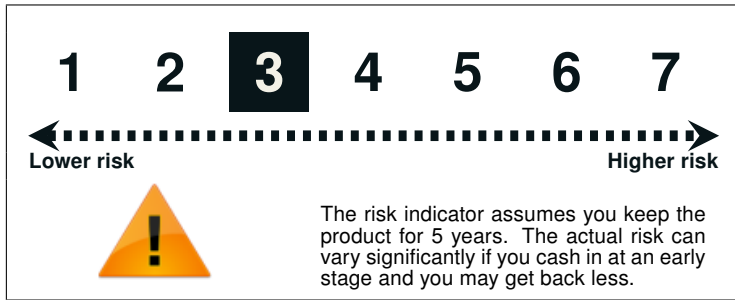 1 2 3 4 5 6 7
Lower risk Higher risk
!
The risk indicator assumes you keep the
product for 5 years. The actual risk can
vary significantly if you cash in at an early
stage and you may get back less.